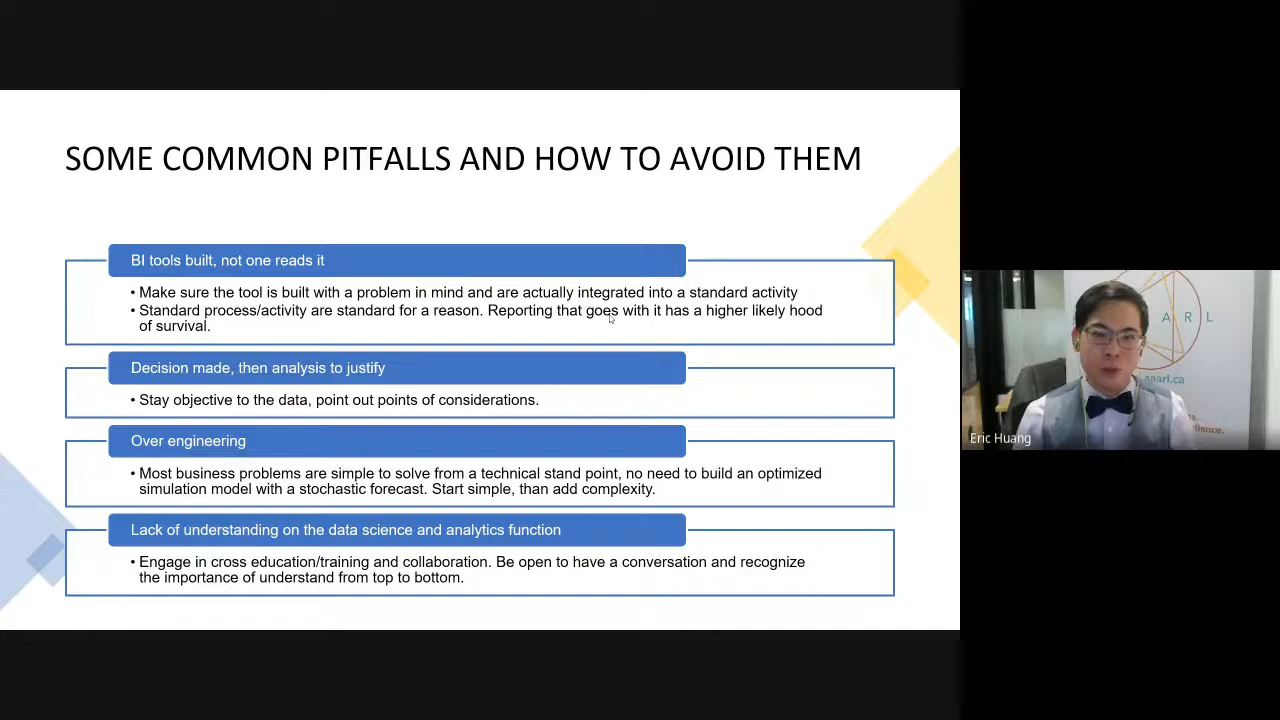 SOME COMMON PITFALLS AND HOW TO AVOID THEM
BI tools built, not one reads it
• Make sure the tool is built with a problem in mind and are actually integrated into a standard activity
• Standard process/activity are standard for a reason. Reporting that goes with it has a higher likely hood
of survival.
Decision made, then analysis to justify
• Stay objective to the data, point out points of considerations.
Over engineering
• Most business problems are simple to solve from a technical stand point, no need to build an optimized
simulation model with a stochastic forecast. Start simple, than add complexity.
Lack of understanding on the data science and analytics function
• Engage in cross education/training and collaboration. Be open to have a conversation and recognize
the importance of understand from top to bottom.
A R L
aaarl.ca
Eric Huang